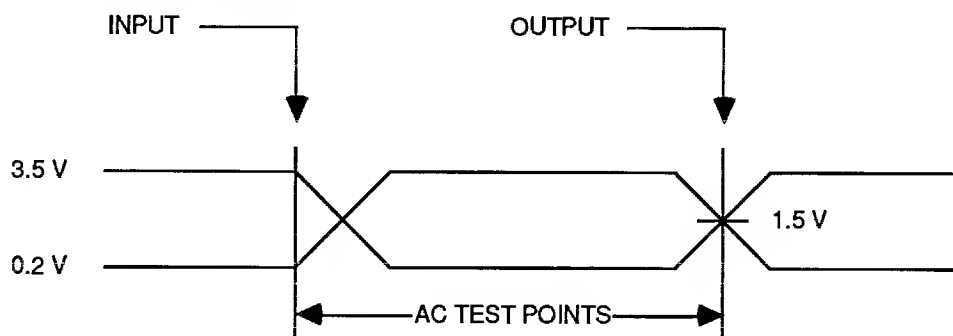 INPUT
OUTPUT
3.5 V
1.5 V
0.2 V
AC TEST POINTS